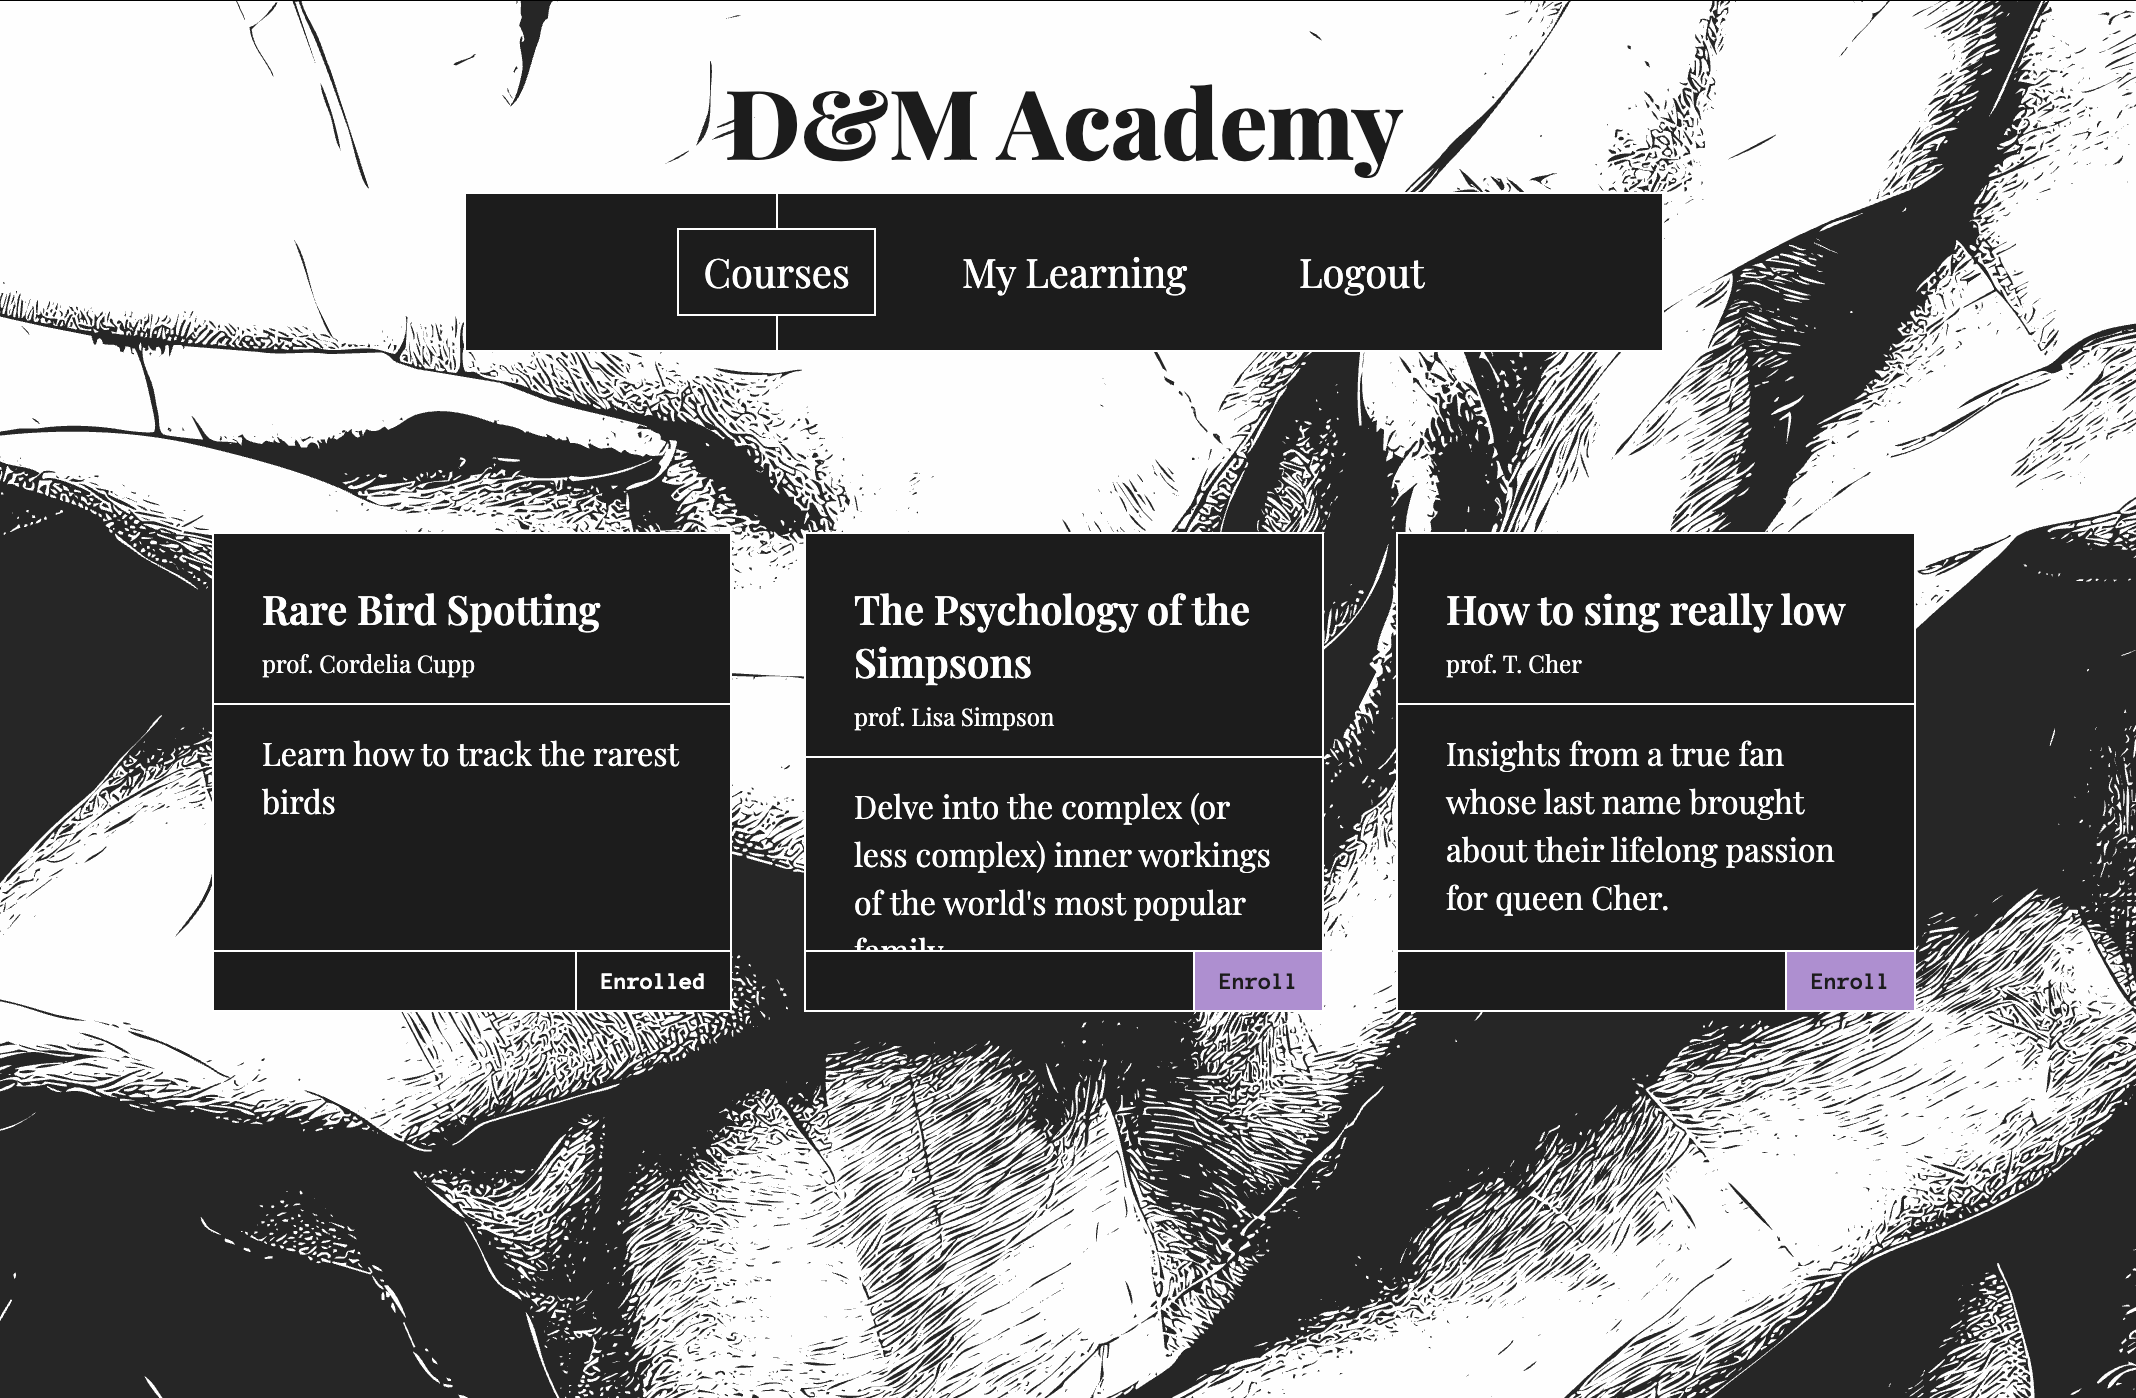 D&M Academy
Courses My Learning Logout
Rare Bird Spotting
prof. Cordelia Cupp
Learn how to track the rarest
birds
Enrolled
The Psychology of the
Simpsons
prof. Lisa Simpson
Delve into the complex (or
less complex) inner workings
of the world's most popular
family
Enroll
How to sing really low
prof. T. Cher
Insights from a true fan
whose last name brought
about their lifelong passion
for queen Cher.
Enroll